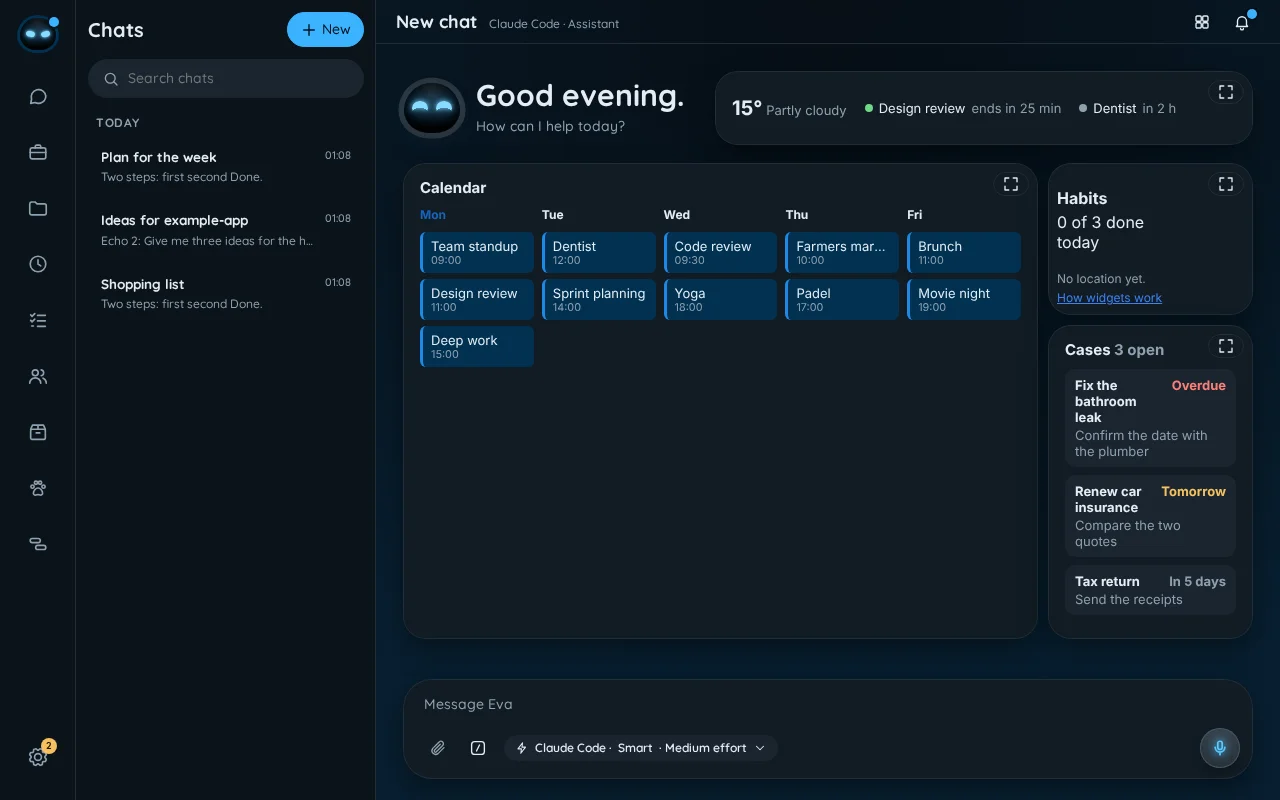 Chats
New
Search chats
TODAY
Plan for the week 01:08
Two steps: first second Done.
Ideas for example-app 01:08
Echo 2: Give me three ideas for the h...
Shopping list 01:08
Two steps: first second Done.
2
New chat Claude Code · Assistant
Good evening.
How can I help today?
15° Partly cloudy Design review ends in 25 min Dentist in 2 h
Calendar
Mon Tue Wed Thu Fri
Team standup Dentist Code review Farmers mar... Brunch
09:00 12:00 09:30 10:00 11:00
Design review Sprint planning Yoga Padel Movie night
11:00 14:00 18:00 17:00 19:00
Deep work
15:00
Habits
0 of 3 done
today
No location yet.
How widgets work
Cases 3 open
Fix the Overdue
bathroom
leak
Confirm the date with
the plumber
Renew car Tomorrow
insurance
Compare the two
quotes
Tax return In 5 days
Send the receipts
Message Eva
Claude Code · Smart · Medium effort